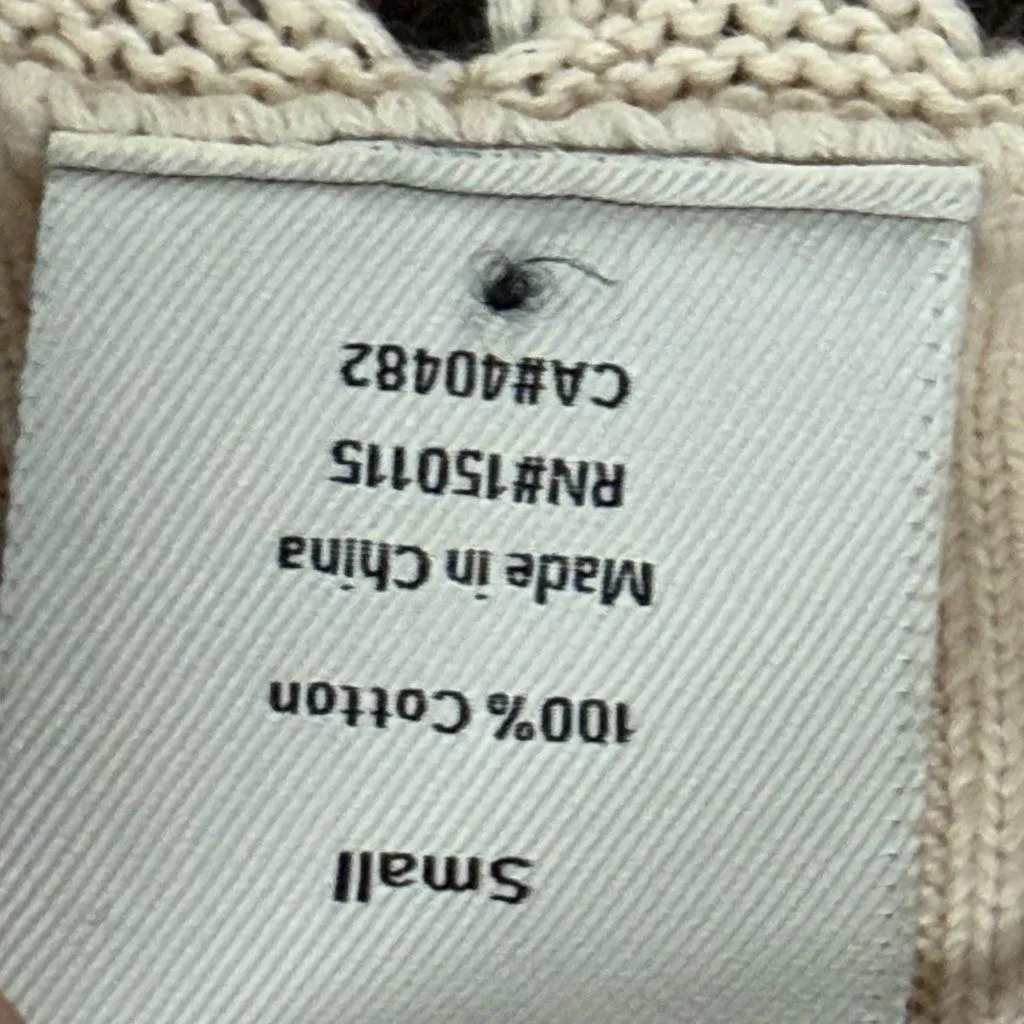 Small
100% Cotton
Made in China
RN#150115
CA#40482